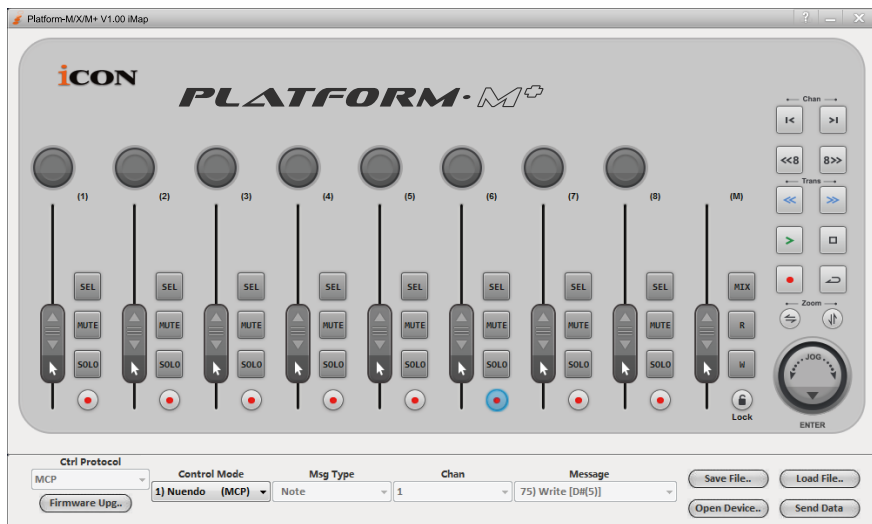 Platform-M/X/M+ V1.00 iMap
?
iCON
PLATFORM·M+
Chan
I<
>I
<<8
8>>
Trans
<<
>>
>
Zoom
(1)
(2)
(3)
(4)
(5)
(6)
(7)
(8)
(M)
SEL
SEL
SEL
SEL
SEL
SEL
SEL
SEL
MIX
MUTE
MUTE
MUTE
MUTE
MUTE
MUTE
MUTE
MUTE
R
SOLO
SOLO
SOLO
SOLO
SOLO
SOLO
SOLO
SOLO
W
Lock
JOG
ENTER
Ctrl Protocol
MCP
Firmware Upg..
Control Mode
1) Nuendo (MCP)
Msg Type
Note
Chan
1
Message
75) Write [D#(5)]
Save File..
Load File..
Open Device..
Send Data